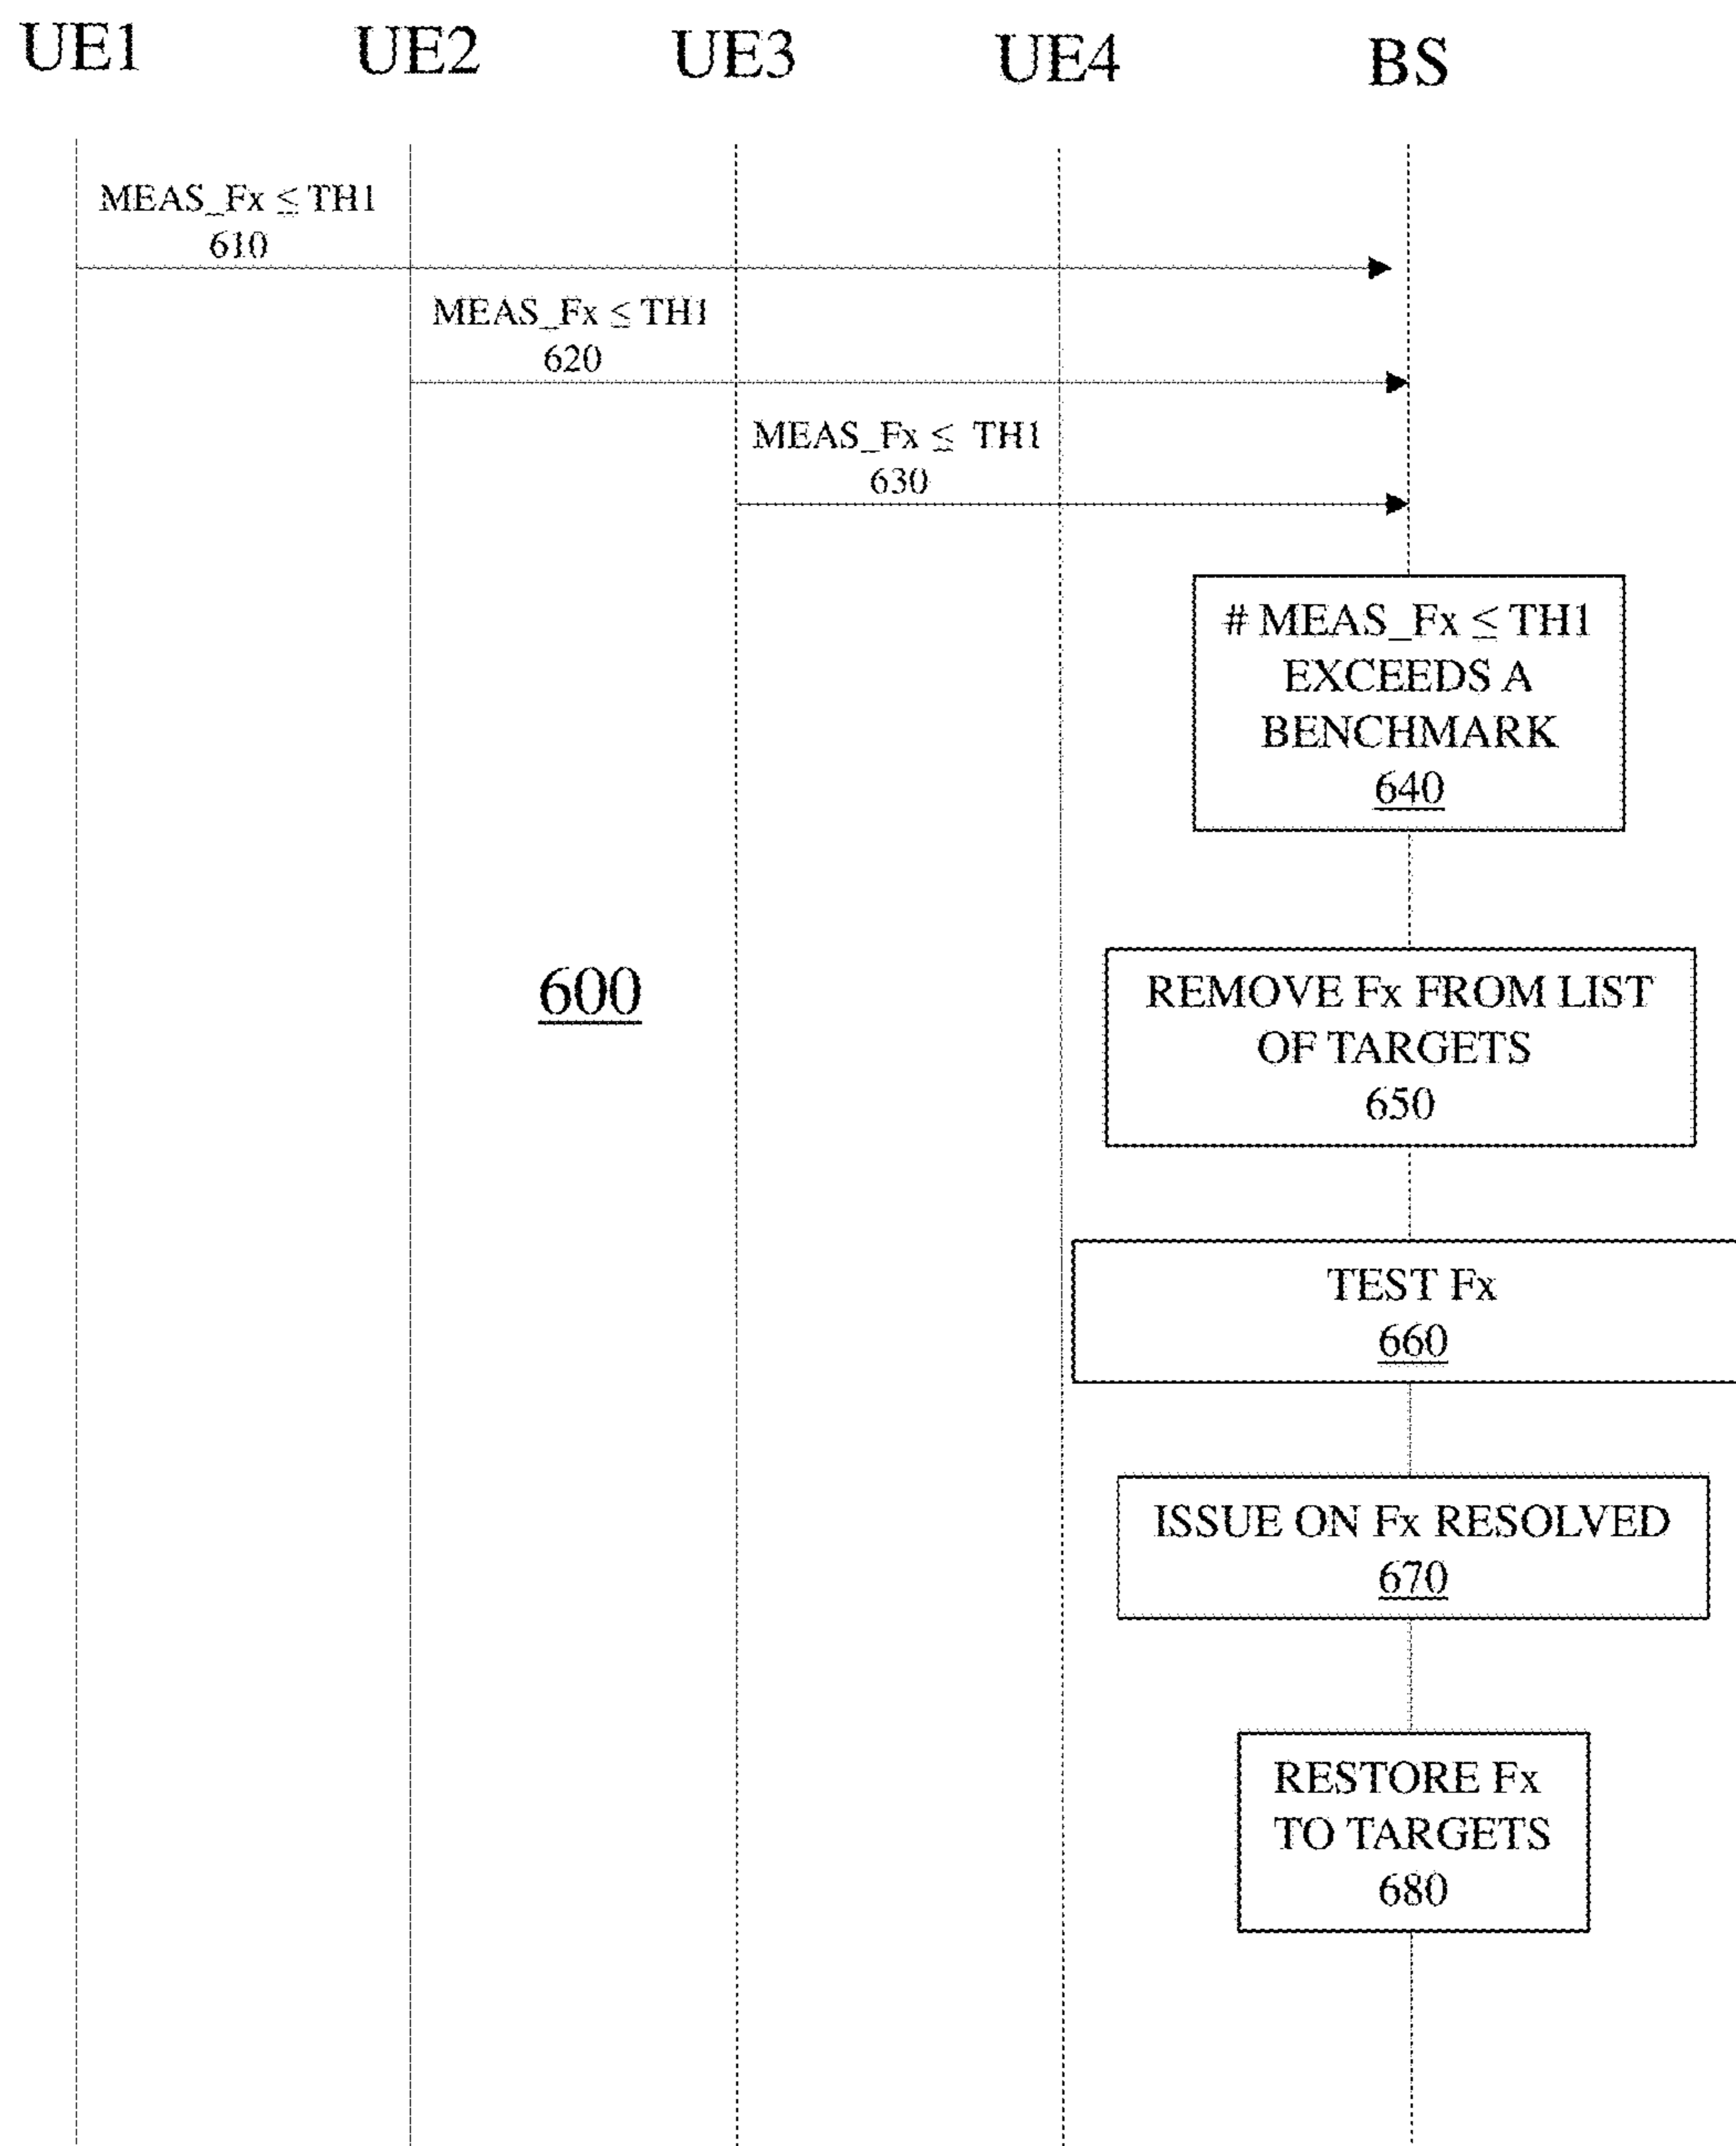 UE1 UE2 UE3 UE4 BS
MEAS_Fx ≤ TH1
610
MEAS_Fx ≤ TH1
620
MEAS_Fx ≤ TH1
630
# MEAS_Fx ≤ TH1
EXCEEDS A
BENCHMARK
640
600
REMOVE Fx FROM LIST
OF TARGETS
650
TEST Fx
660
ISSUE ON Fx RESOLVED
670
RESTORE Fx
TO TARGETS
680